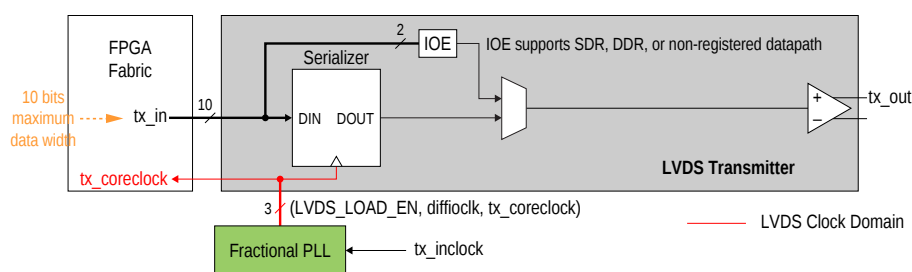 FPGA
Fabric
2
IOE
IOE supports SDR, DDR, or non-registered datapath
Serializer
10 bits
maximum
data width
tx_in
10
DIN
DOUT
+
–
tx_out
tx_coreclock
LVDS Transmitter
3
(LVDS_LOAD_EN, diffioclk, tx_coreclock)
LVDS Clock Domain
Fractional PLL
tx_inclock